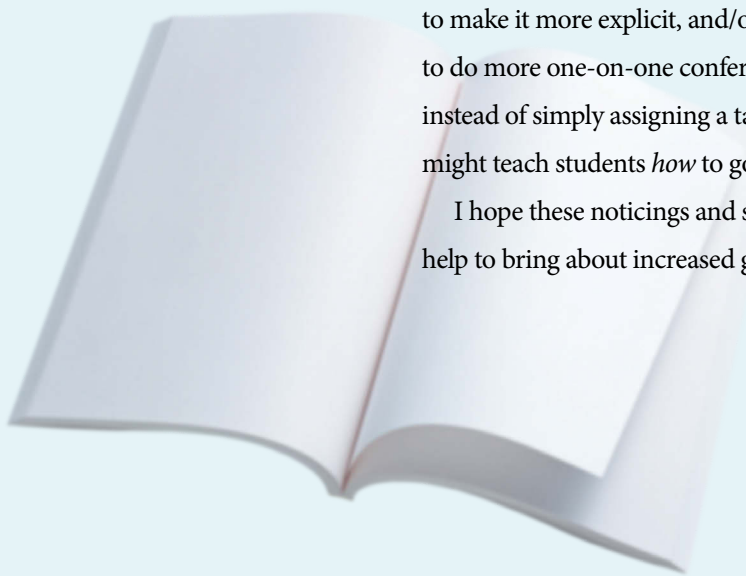 to make it more explicit, and/o
to do more one-on-one confer
instead of simply assigning a ta
might teach students how to go
I hope these noticings and s
help to bring about increased g